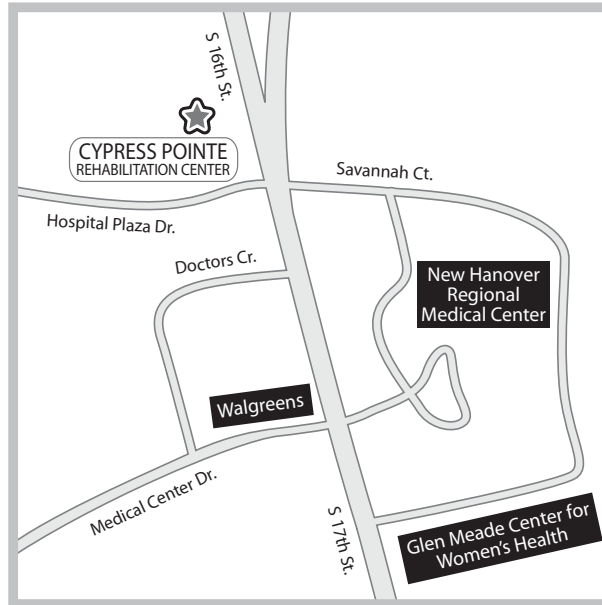 S 16th St.
CYPRESS POINTE
REHABILITATION CENTER
Savannah Ct.
Hospital Plaza Dr.
Doctors Cr.
New Hanover
Regional
Medical Center
Walgreens
Medical Center Dr.
S 17th St.
Glen Meade Center for
Women's Health